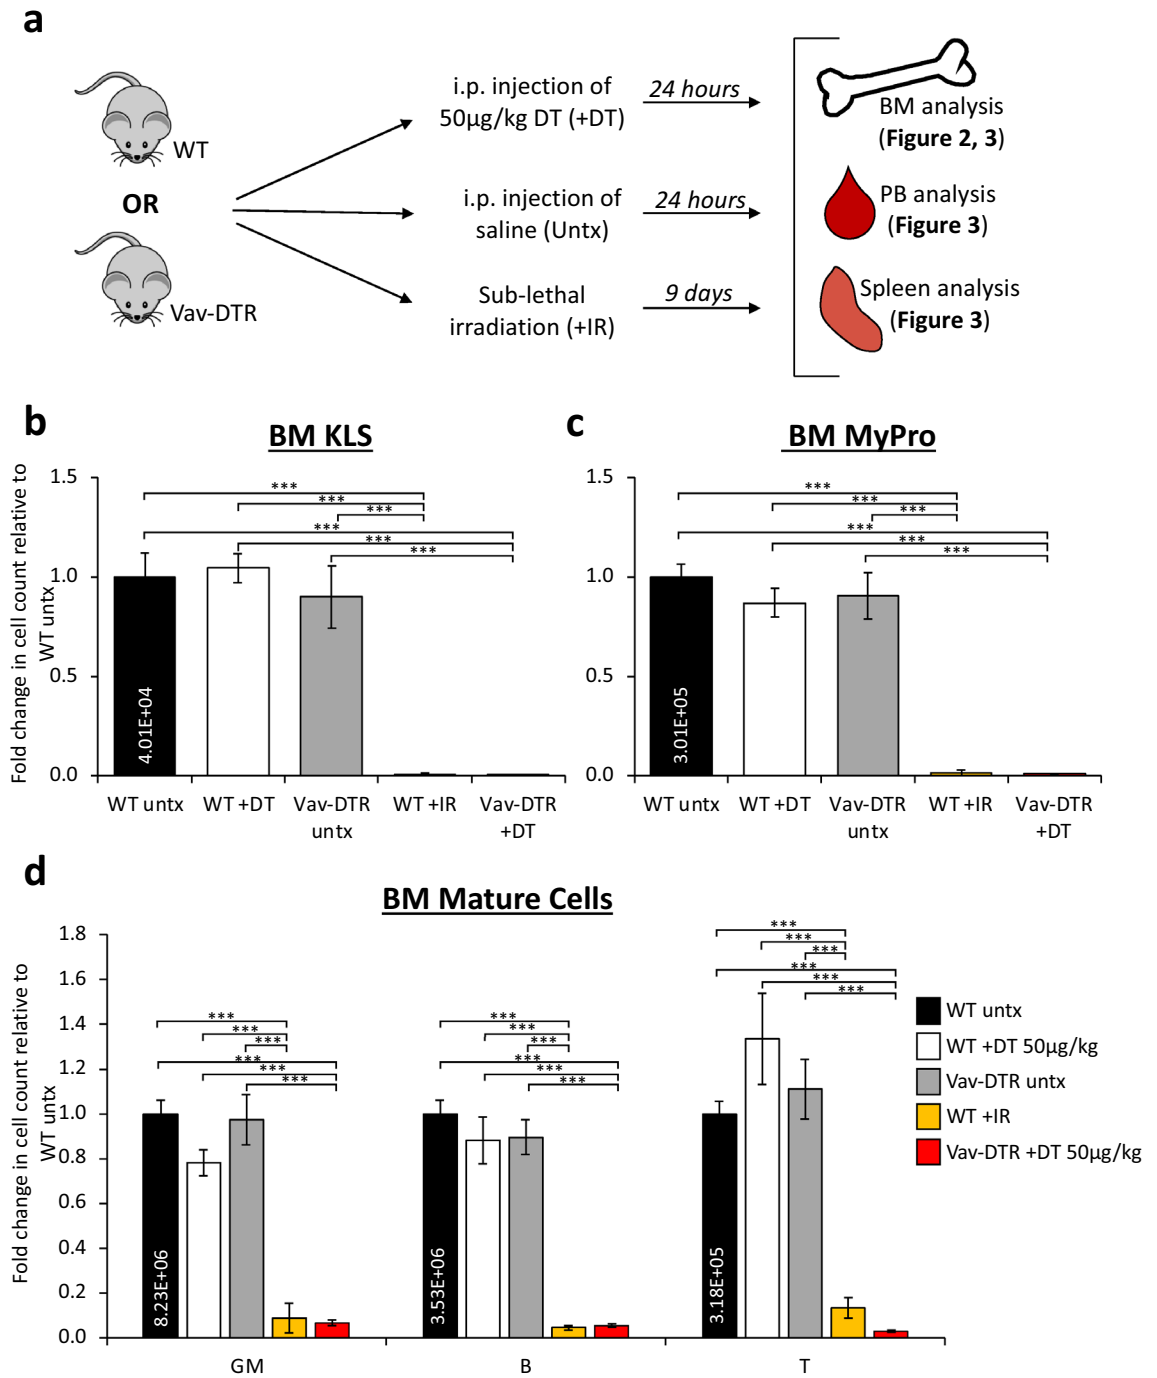 a
WT
OR
Vav-DTR
i.p. injection of
50µg/kg DT (+DT)
24 hours
i.p. injection of
saline (Untx)
24 hours
Sub-lethal
irradiation (+IR)
9 days
BM analysis
(Figure 2, 3)
PB analysis
(Figure 3)
Spleen analysis
(Figure 3)
b
BM KLS
Fold change in cell count relative to
WT untx
1.5
1.0
0.5
0.0
***
***
***
***
***
***
4.01E+04
WT untx
WT +DT
Vav-DTR
untx
WT +IR
Vav-DTR
+DT
c
BM MyPro
1.5
1.0
0.5
0.0
***
***
***
***
***
***
3.01E+05
WT untx
WT +DT
Vav-DTR
untx
WT +IR
Vav-DTR
+DT
d
BM Mature Cells
Fold change in cell count relative to
WT untx
1.8
1.6
1.4
1.2
1.0
0.8
0.6
0.4
0.2
0.0
***
***
***
***
***
***
8.23E+06
GM
***
***
***
***
***
***
3.53E+06
B
***
***
***
***
***
***
3.18E+05
T
WT untx
WT +DT 50µg/kg
Vav-DTR untx
WT +IR
Vav-DTR +DT 50µg/kg